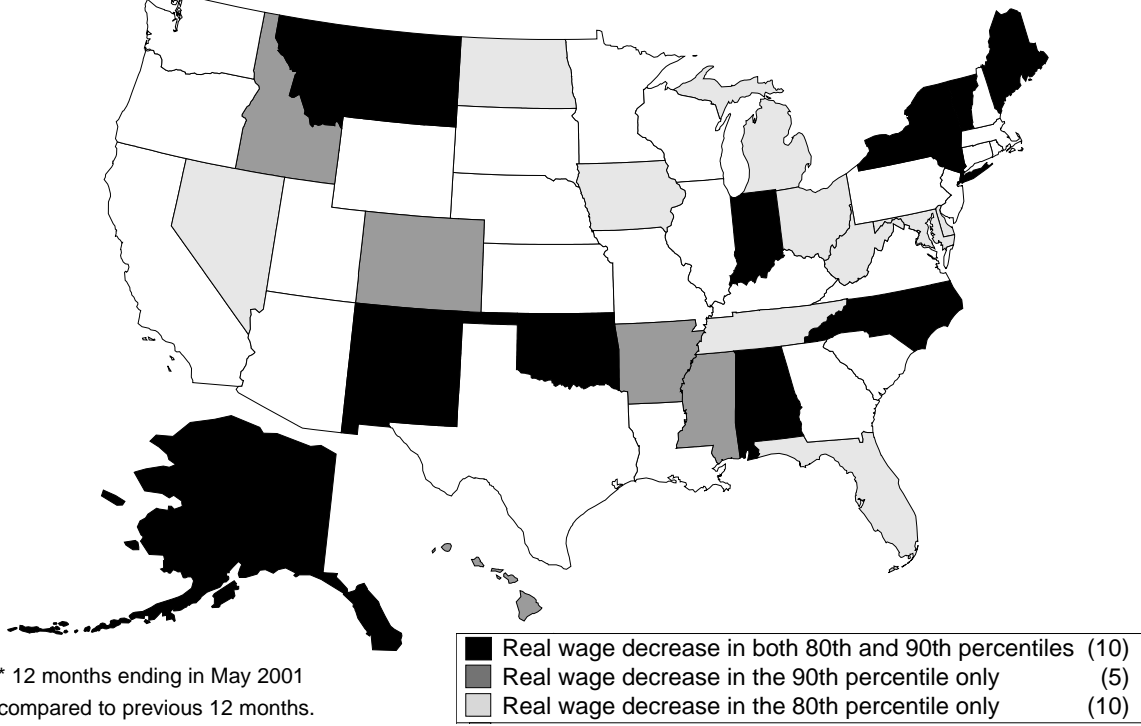 Real wage decrease in both 80th and 90th percentiles (10)
Real wage decrease in the 90th percentile only (5)
Real wage decrease in the 80th percentile only (10)
* 12 months ending in May 2001
compared to previous 12 months.